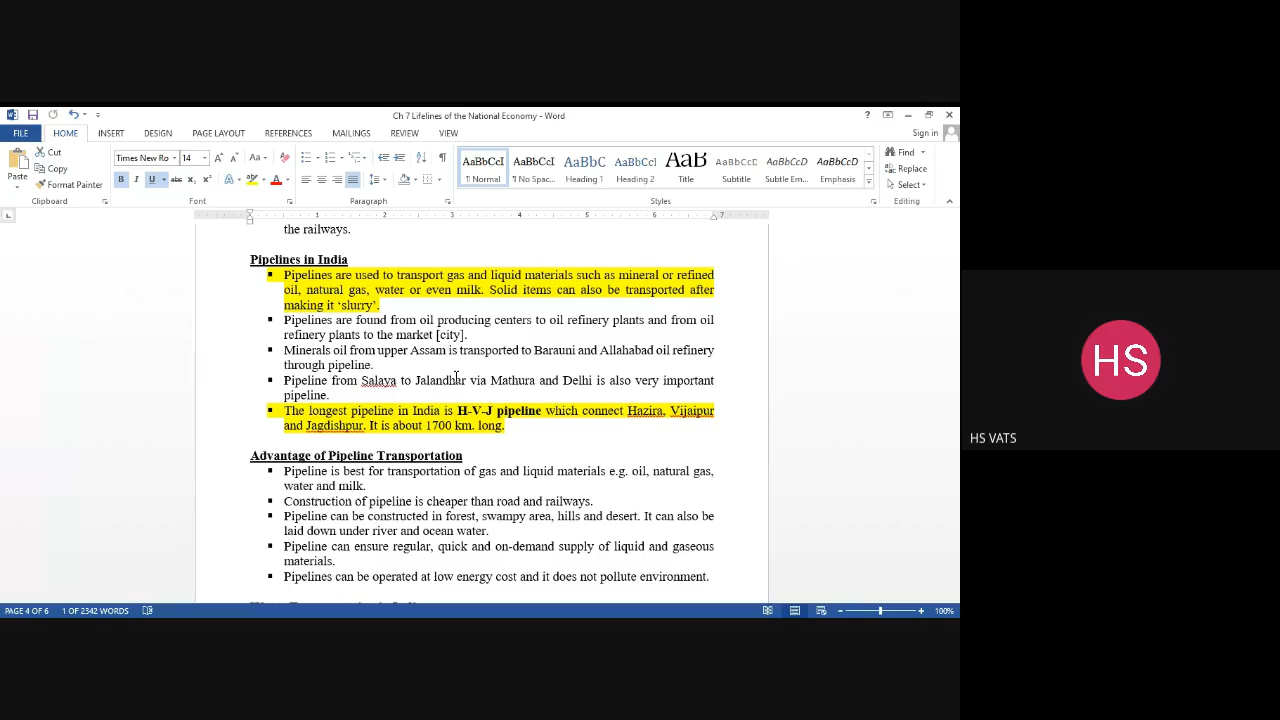 Ch 7 Lifelines of the National Economy - Word
FILE HOME INSERT DESIGN PAGE LAYOUT REFERENCES MAILINGS REVIEW VIEW Sign in
Paste
Cut
Copy
Format Painter
Times New Ro 14
B I U abc x₂ x²
AaBbCcI AaBbCcI AaBbC AaBbCcl AaB AaBbCcD AaBbCcDi AaBbCcDi
¶ Normal ¶ No Spac... Heading 1 Heading 2 Title Subtitle Subtle Em... Emphasis
Find
Replace
Select
Clipboard Font Paragraph Styles Editing
1 2 3 4 5 6 7
the railways.
Pipelines in India
▪ Pipelines are used to transport gas and liquid materials such as mineral or refined
oil, natural gas, water or even milk. Solid items can also be transported after
making it ‘slurry’.
▪ Pipelines are found from oil producing centers to oil refinery plants and from oil
refinery plants to the market [city].
▪ Minerals oil from upper Assam is transported to Barauni and Allahabad oil refinery
through pipeline.
▪ Pipeline from Salaya to Jalandhar via Mathura and Delhi is also very important
pipeline.
▪ The longest pipeline in India is H-V-J pipeline which connect Hazira, Vijaipur
and Jagdishpur. It is about 1700 km. long.
Advantage of Pipeline Transportation
▪ Pipeline is best for transportation of gas and liquid materials e.g. oil, natural gas,
water and milk.
▪ Construction of pipeline is cheaper than road and railways.
▪ Pipeline can be constructed in forest, swampy area, hills and desert. It can also be
laid down under river and ocean water.
▪ Pipeline can ensure regular, quick and on-demand supply of liquid and gaseous
materials.
▪ Pipelines can be operated at low energy cost and it does not pollute environment.
PAGE 4 OF 6 1 OF 2342 WORDS 100%
HS
HS VATS